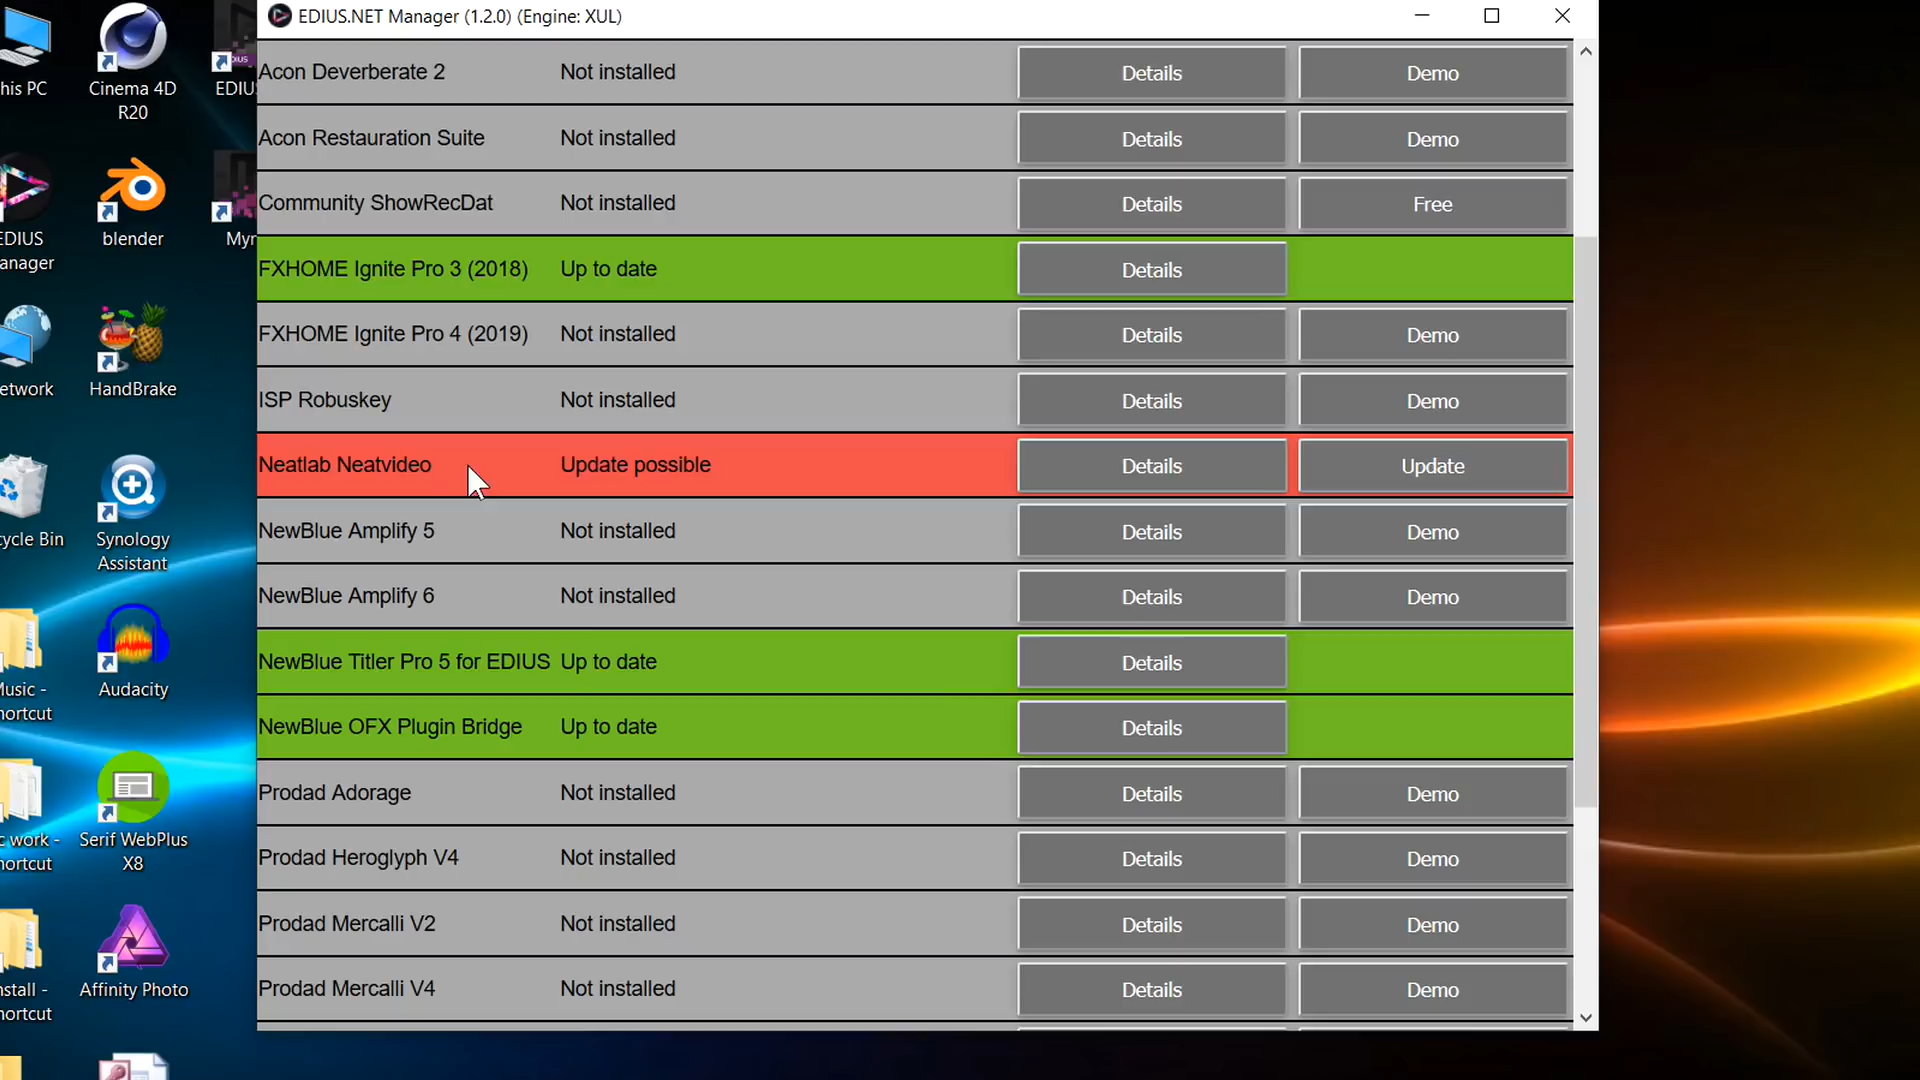 EDIUS.NET Manager (1.2.0) (Engine: XUL)
Acon Deverberate 2 Not installed Details Demo
Acon Restauration Suite Not installed Details Demo
Community ShowRecDat Not installed Details Free
FXHOME Ignite Pro 3 (2018) Up to date Details
FXHOME Ignite Pro 4 (2019) Not installed Details Demo
ISP Robuskey Not installed Details Demo
Neatlab Neatvideo Update possible Details Update
NewBlue Amplify 5 Not installed Details Demo
NewBlue Amplify 6 Not installed Details Demo
NewBlue Titler Pro 5 for EDIUS Up to date Details
NewBlue OFX Plugin Bridge Up to date Details
Prodad Adorage Not installed Details Demo
Prodad Heroglyph V4 Not installed Details Demo
Prodad Mercalli V2 Not installed Details Demo
Prodad Mercalli V4 Not installed Details Demo
his PC
Cinema 4D
R20
EDIU
EDIUS
anager
blender
Myr
etwork
HandBrake
cycle Bin
Synology
Assistant
Music -
ortcut
Audacity
c work -
ortcut
Serif WebPlus
X8
nstall -
ortcut
Affinity Photo